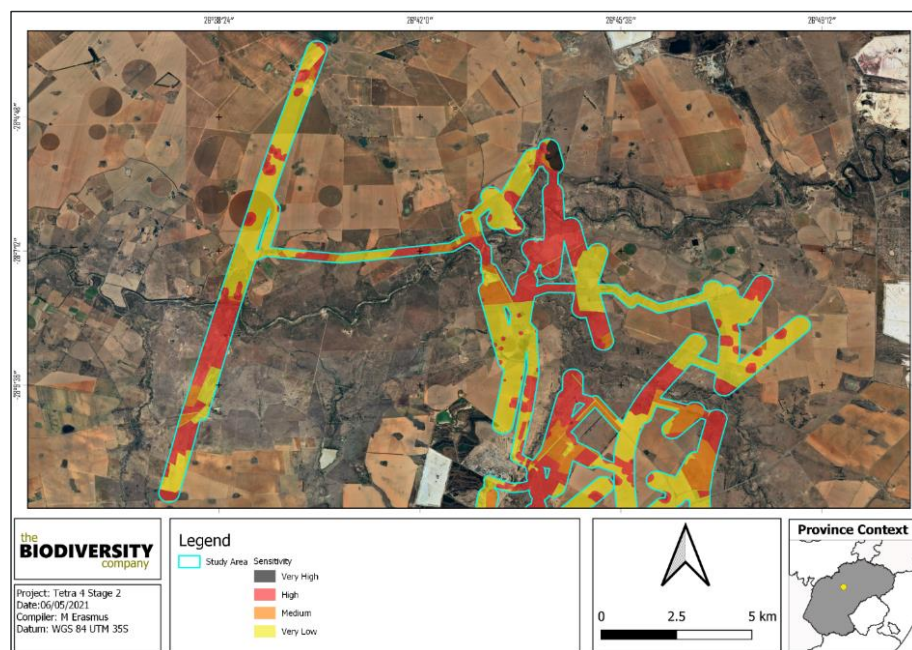 26°38'24"
26°42'0"
26°45'36"
26°49'12"
-28°4'48"
-28°7'12"
-28°9'36"
the
BIODIVERSITY
company
Project: Tetra 4 Stage 2
Date:06/05/2021
Compiler: M Erasmus
Datum: WGS 84 UTM 35S
Legend
Study Area
Sensitivity
Very High
High
Medium
Very Low
0 2.5 5 km
Province Context